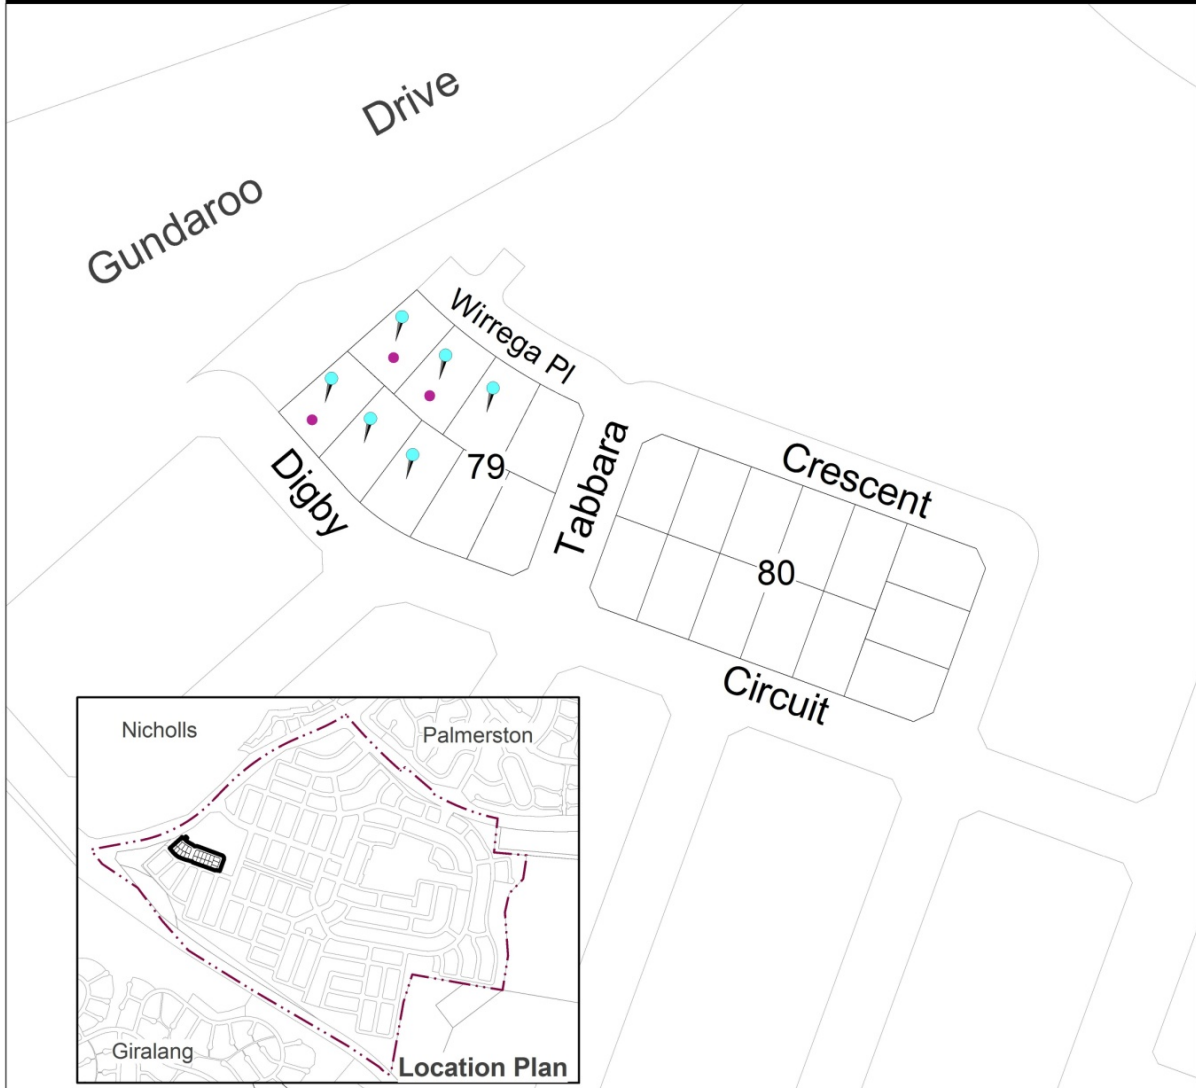 Gundaroo Drive
Wirrega Pl
Digby
79
Tabbara
Crescent
80
Circuit
Nicholls
Palmerston
Giralang
Location Plan